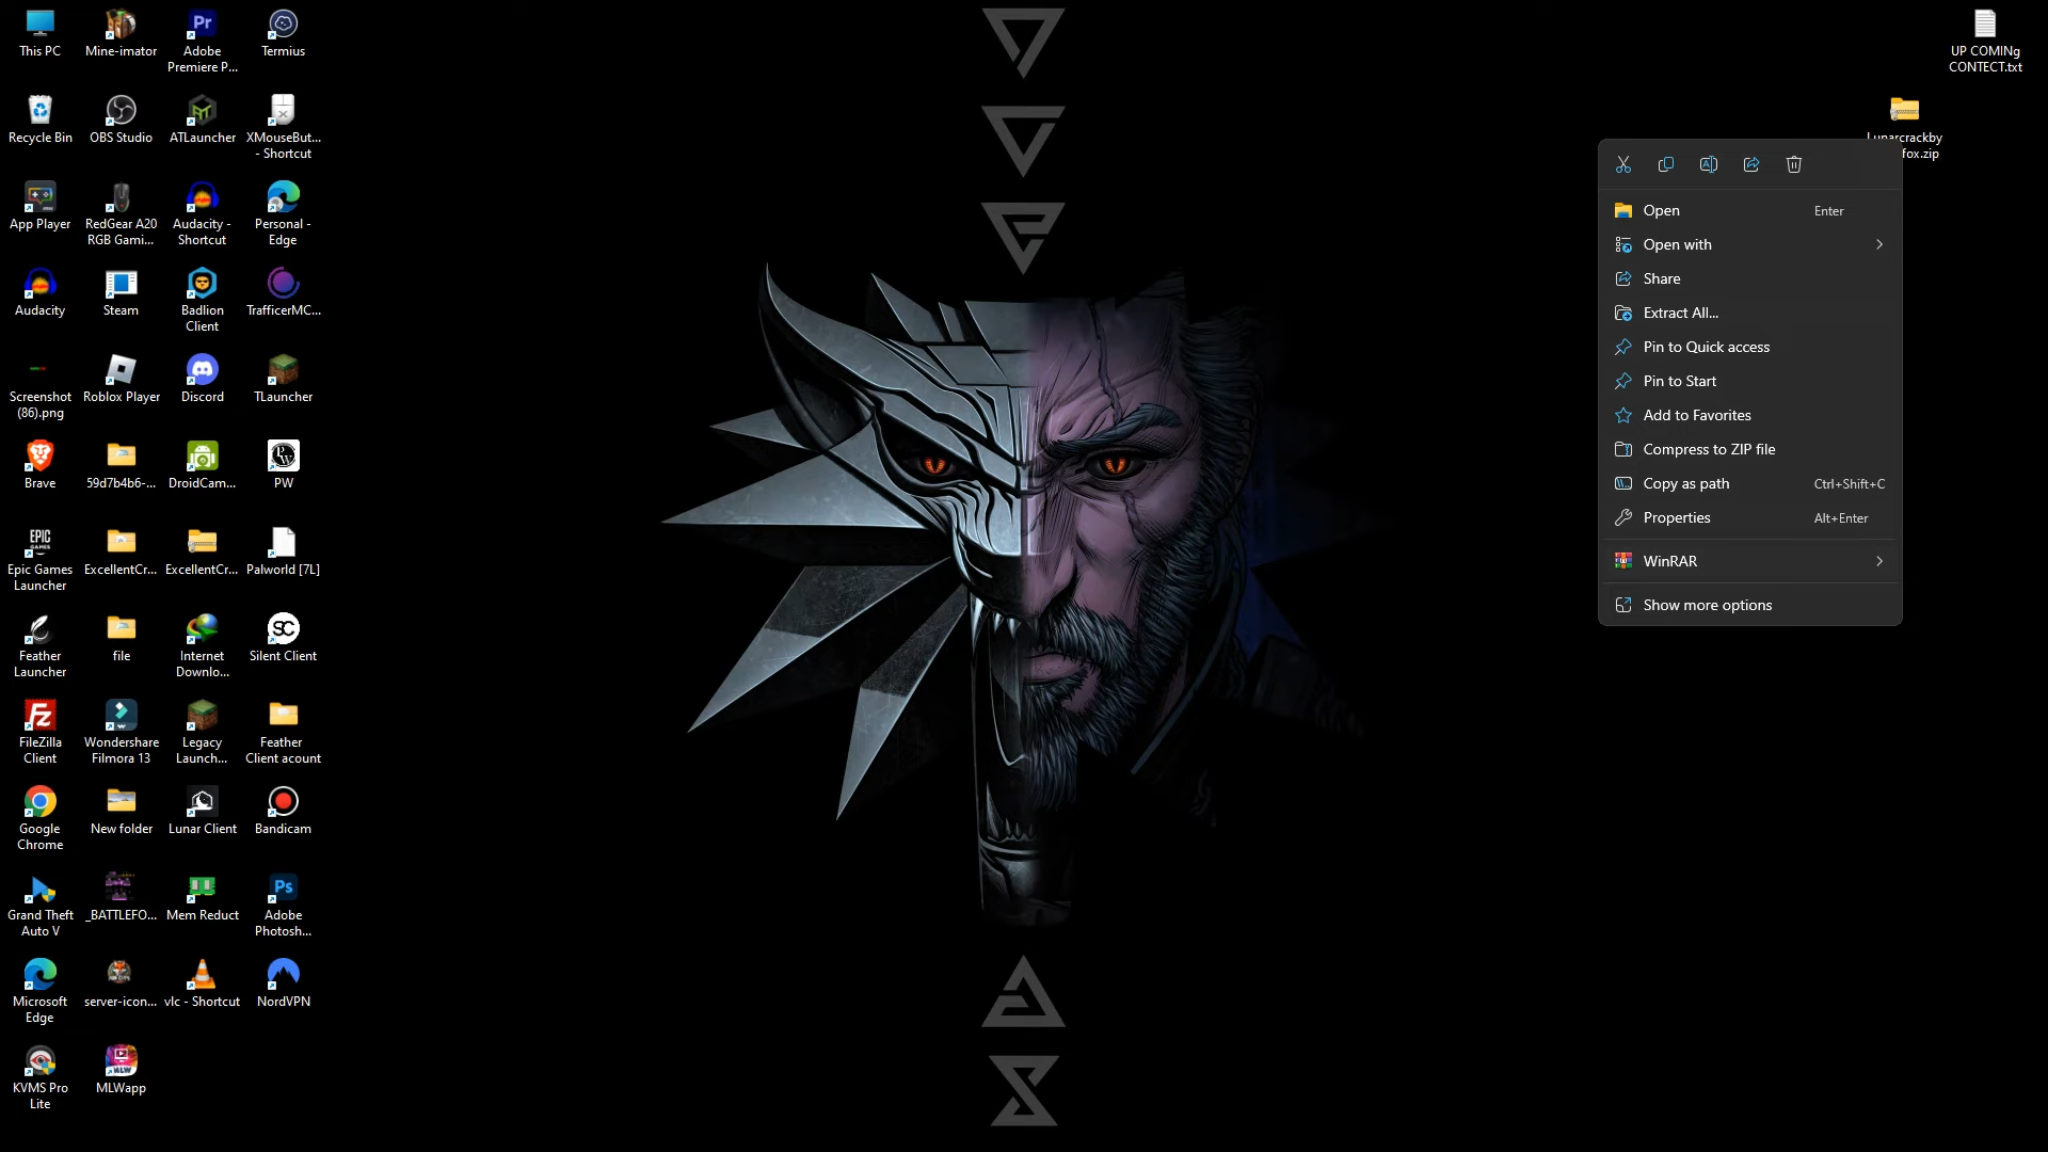 This PC
Mine-imator
Adobe
Premiere P...
Termius
Recycle Bin
OBS Studio
ATLauncher
XMouseBut...
- Shortcut
App Player
RedGear A20
RGB Gami...
Audacity -
Shortcut
Personal -
Edge
Audacity
Steam
Badlion
Client
TrafficerMC...
Screenshot
(86).png
Roblox Player
Discord
TLauncher
Brave
59d7b4b6-...
DroidCam...
PW
Epic Games
Launcher
ExcellentCr...
ExcellentCr...
Palworld [7L]
Feather
Launcher
file
Internet
Downlo...
Silent Client
FileZilla
Client
Wondershare
Filmora 13
Legacy
Launch...
Feather
Client acount
Google
Chrome
New folder
Lunar Client
Bandicam
Grand Theft
Auto V
_BATTLEFO...
Mem Reduct
Adobe
Photosh...
Microsoft
Edge
server-icon...
vlc - Shortcut
NordVPN
KVMS Pro
Lite
MLWapp
UP COMINg
CONTECT.txt
Lunarcrackby
fox.zip
Open Enter
Open with
Share
Extract All...
Pin to Quick access
Pin to Start
Add to Favorites
Compress to ZIP file
Copy as path Ctrl+Shift+C
Properties Alt+Enter
WinRAR
Show more options